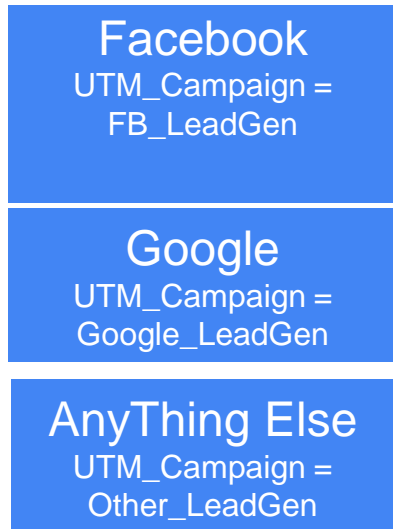 Facebook
UTM_Campaign =
FB_LeadGen
Google
UTM_Campaign =
Google_LeadGen
AnyThing Else
UTM_Campaign =
Other_LeadGen